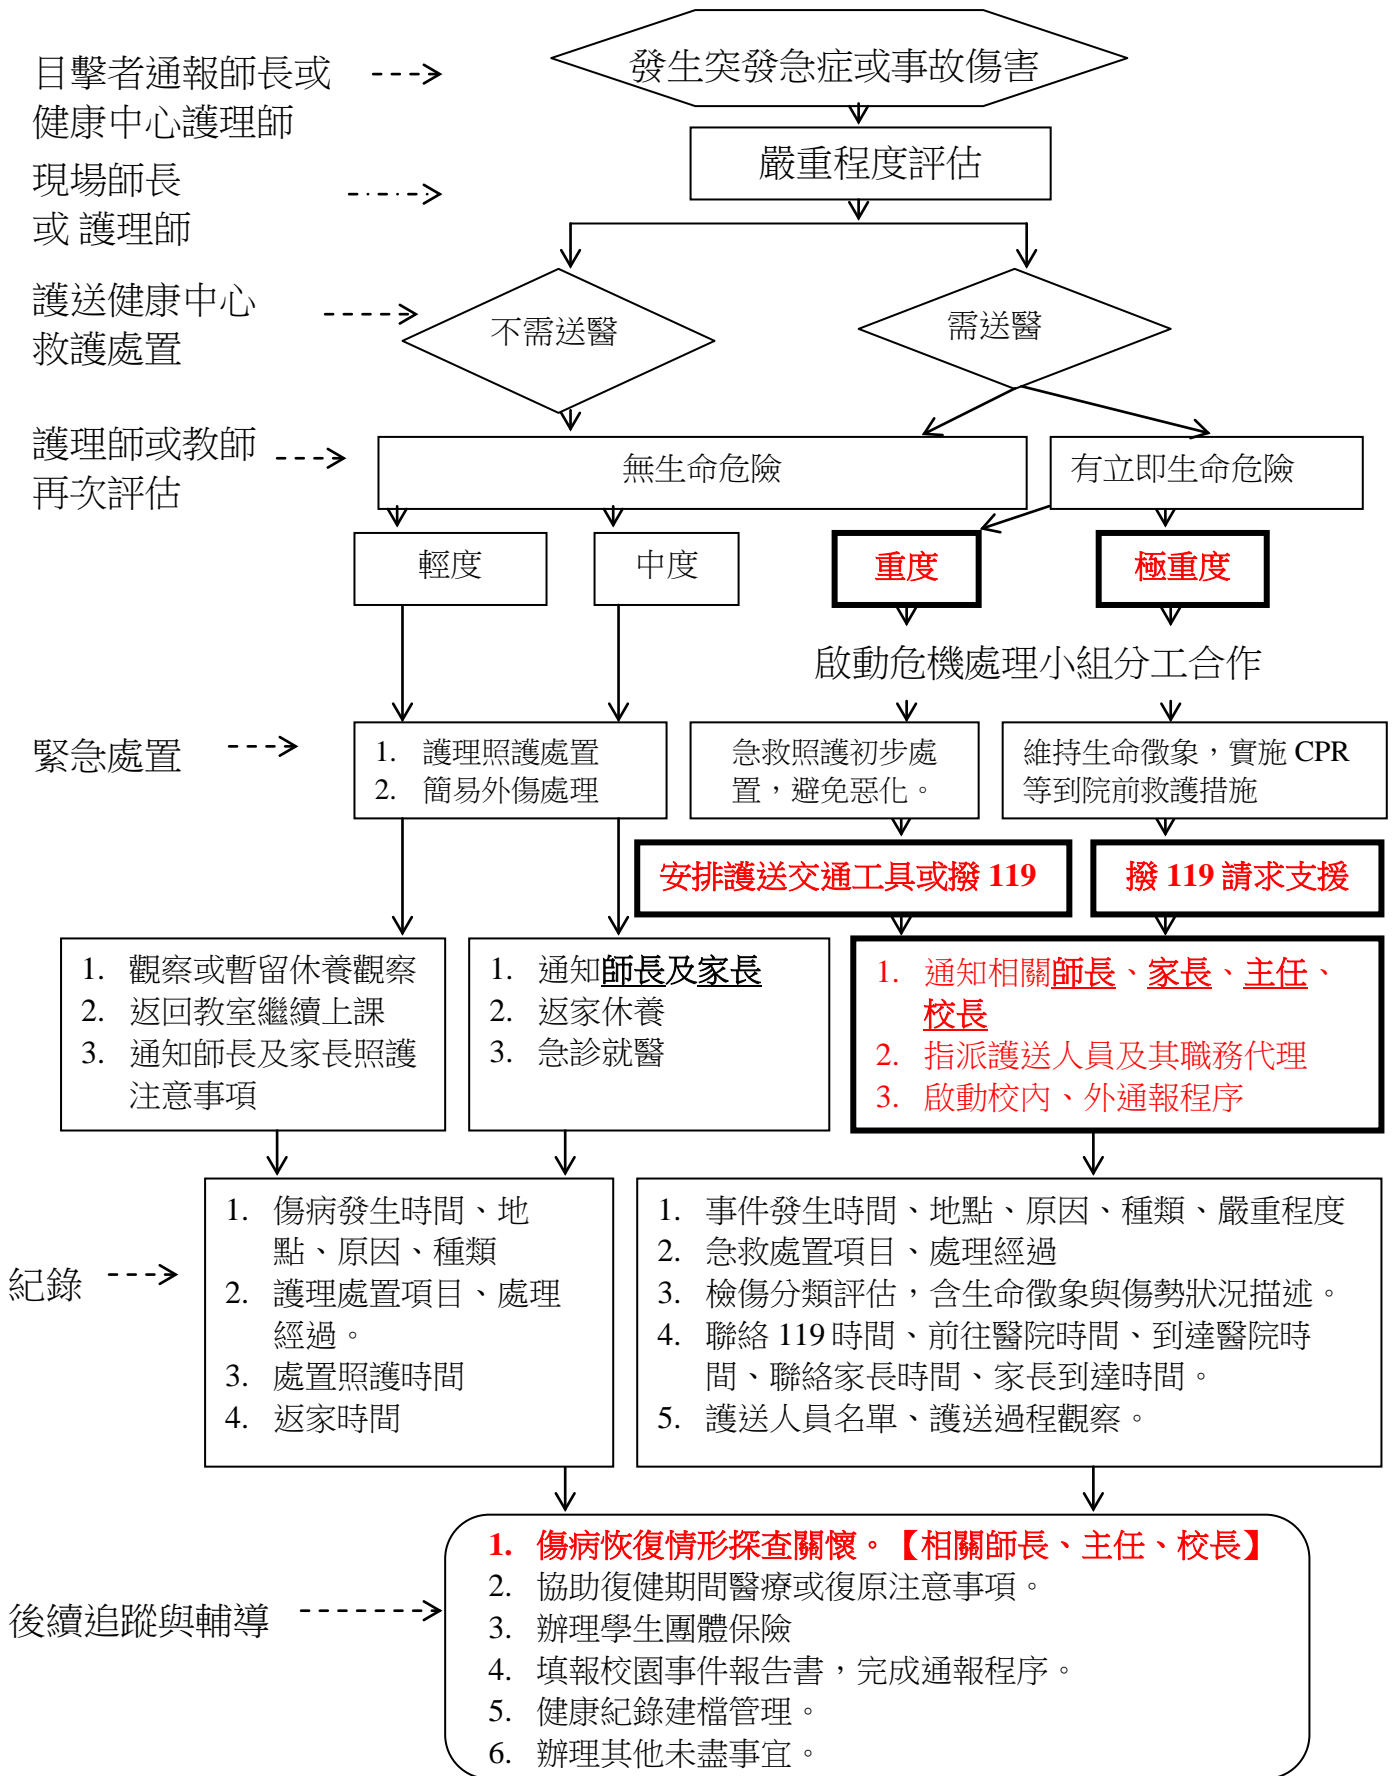 目擊者通報師長或
健康中心護理師
發生突發急症或事故傷害
現場師長
或 護理師
嚴重程度評估
護送健康中心
救護處置
不需送醫
需送醫
護理師或教師
再次評估
無生命危險
有立即生命危險
輕度
中度
重度
極重度
啟動危機處理小組分工合作
緊急處置
1. 護理照護處置
2. 簡易外傷處理
急救照護初步處
置，避免惡化。
維持生命徵象，實施 CPR
等到院前救護措施
安排護送交通工具或撥 119
撥 119 請求支援
1. 觀察或暫留休養觀察
2. 返回教室繼續上課
3. 通知師長及家長照護
注意事項
1. 通知師長及家長
2. 返家休養
3. 急診就醫
1. 通知相關師長、家長、主任、
校長
2. 指派護送人員及其職務代理
3. 啟動校內、外通報程序
紀錄
1. 傷病發生時間、地
點、原因、種類
2. 護理處置項目、處理
經過。
3. 處置照護時間
4. 返家時間
1. 事件發生時間、地點、原因、種類、嚴重程度
2. 急救處置項目、處理經過
3. 檢傷分類評估，含生命徵象與傷勢狀況描述。
4. 聯絡 119 時間、前往醫院時間、到達醫院時
間、聯絡家長時間、家長到達時間。
5. 護送人員名單、護送過程觀察。
後續追蹤與輔導
1. 傷病恢復情形探查關懷。【相關師長、主任、校長】
2. 協助復健期間醫療或復原注意事項。
3. 辦理學生團體保險
4. 填報校園事件報告書，完成通報程序。
5. 健康紀錄建檔管理。
6. 辦理其他未盡事宜。